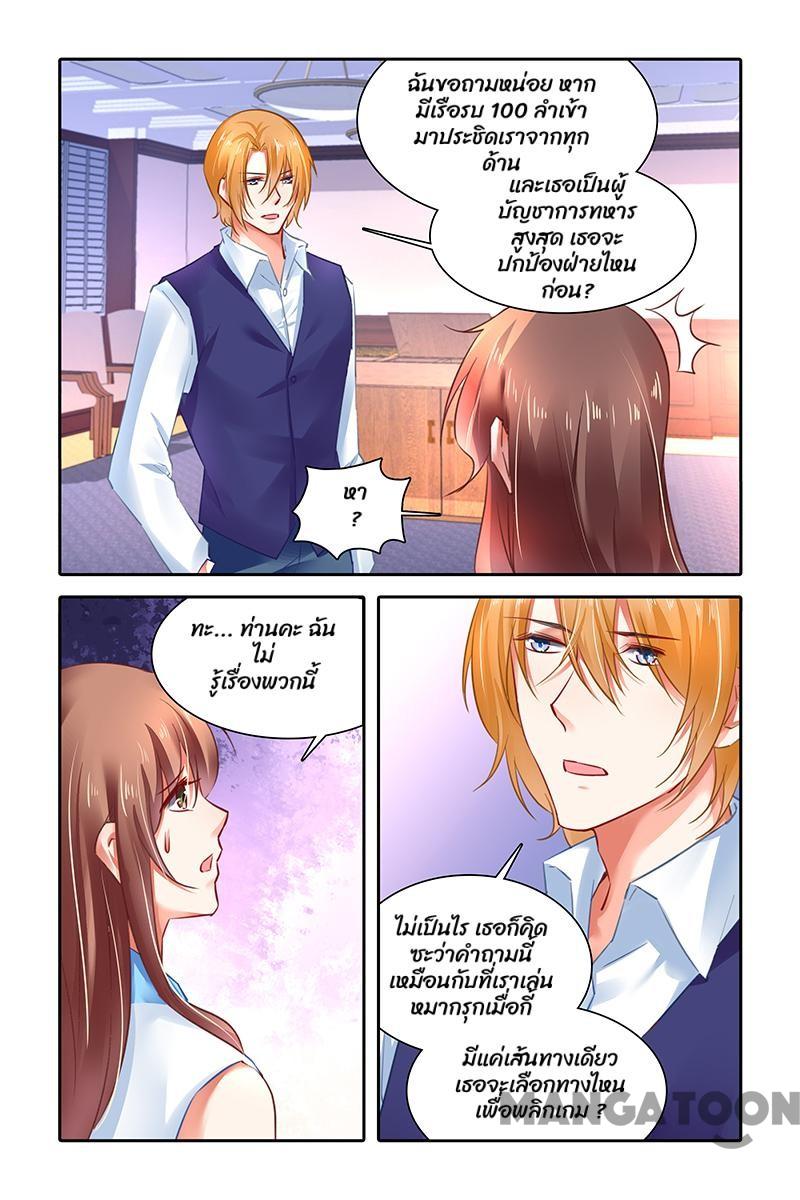 ฉันขอถามหน่อย หาก
มีเรือรบ 100 ลำเข้า
มาประชิดเราจากทุก
ด้าน
และเธอเป็นผู้
บัญชาการทหาร
สูงสุด เธอจะ
ปกป้องฝ่ายไหน
ก่อน?
หา
?
ทะ... ท่านคะ ฉัน
ไม่
รู้เรื่องพวกนี้
ไม่เป็นไร เธอก็คิด
ซะว่าคำถามนี้
เหมือนกับที่เราเล่น
หมากรุกเมื่อกี้
มีแค่เส้นทางเดียว
เธอจะเลือกทางไหน
เพื่อพลิกเกม ?
MANGATOON